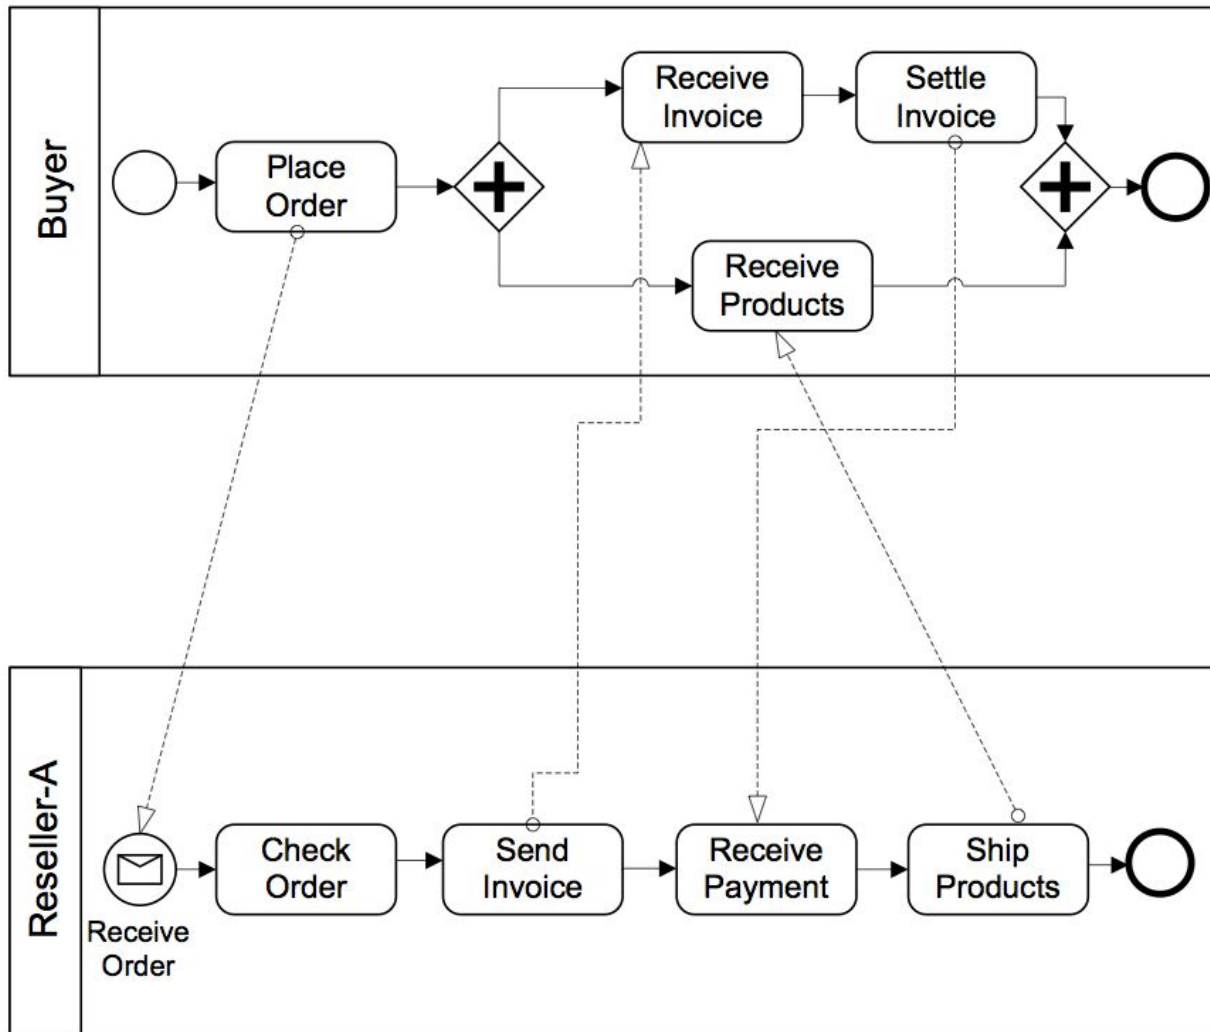 Buyer
Place
Order
Receive
Invoice
Settle
Invoice
Receive
Products
Reseller-A
Receive
Order
Check
Order
Send
Invoice
Receive
Payment
Ship
Products